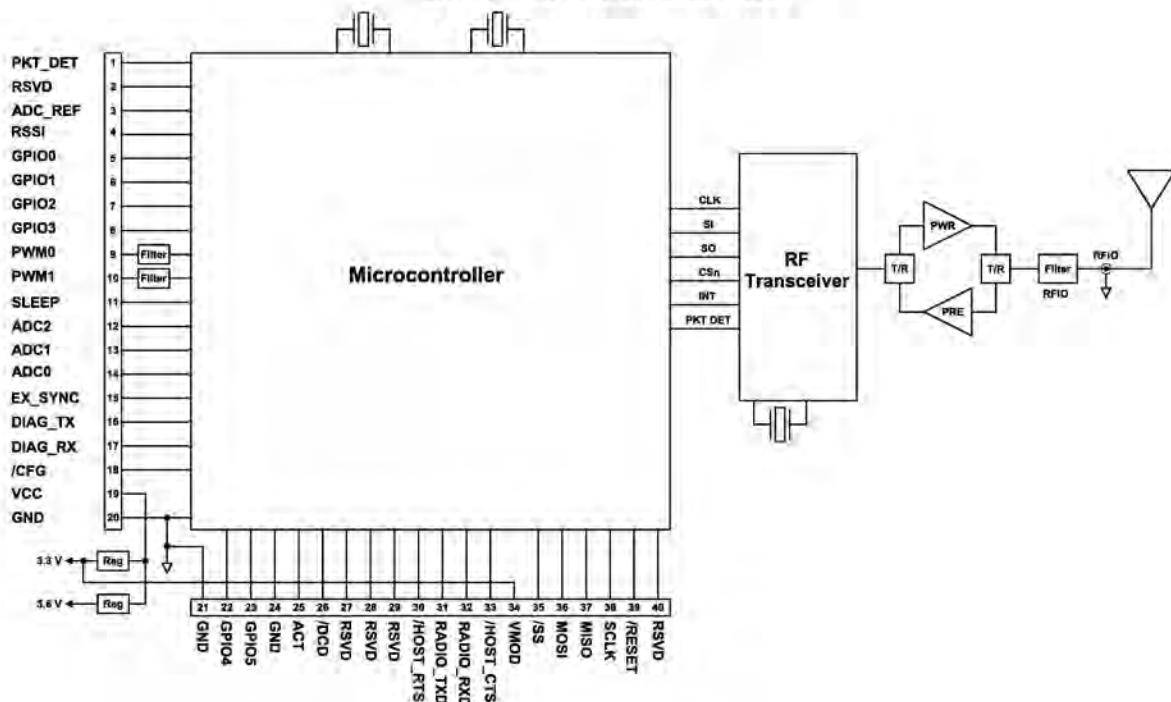 PKT_DET 1
RSVD 2
ADC_REF 3
RSSI 4
GPIO0 5
GPIO1 6
GPIO2 7
GPIO3 8
PWM0 9 Filter
PWM1 10 Filter
SLEEP 11
ADC2 12
ADC1 13
ADC0 14
EX_SYNC 15
DIAG_TX 16
DIAG_RX 17
/CFG 18
VCC 19
GND 20
Microcontroller
CLK
SI
SO
CSn
INT
PKT DET
RF
Transceiver
T/R
PWR
PRE
T/R
Filter
RFIO
RFIO
3.3 V Reg
3.6 V Reg
21 22 23 24 25 26 27 28 29 30 31 32 33 34 35 36 37 38 39 40
GND
GPIO4
GPIO5
GND
ACT
/DCD
RSVD
RSVD
RSVD
/HOST_RTS
RADIO_TXD
RADIO_RXD
/HOST_CTS
VMOD
/SS
MOSI
MISO
SCLK
/RESET
RSVD